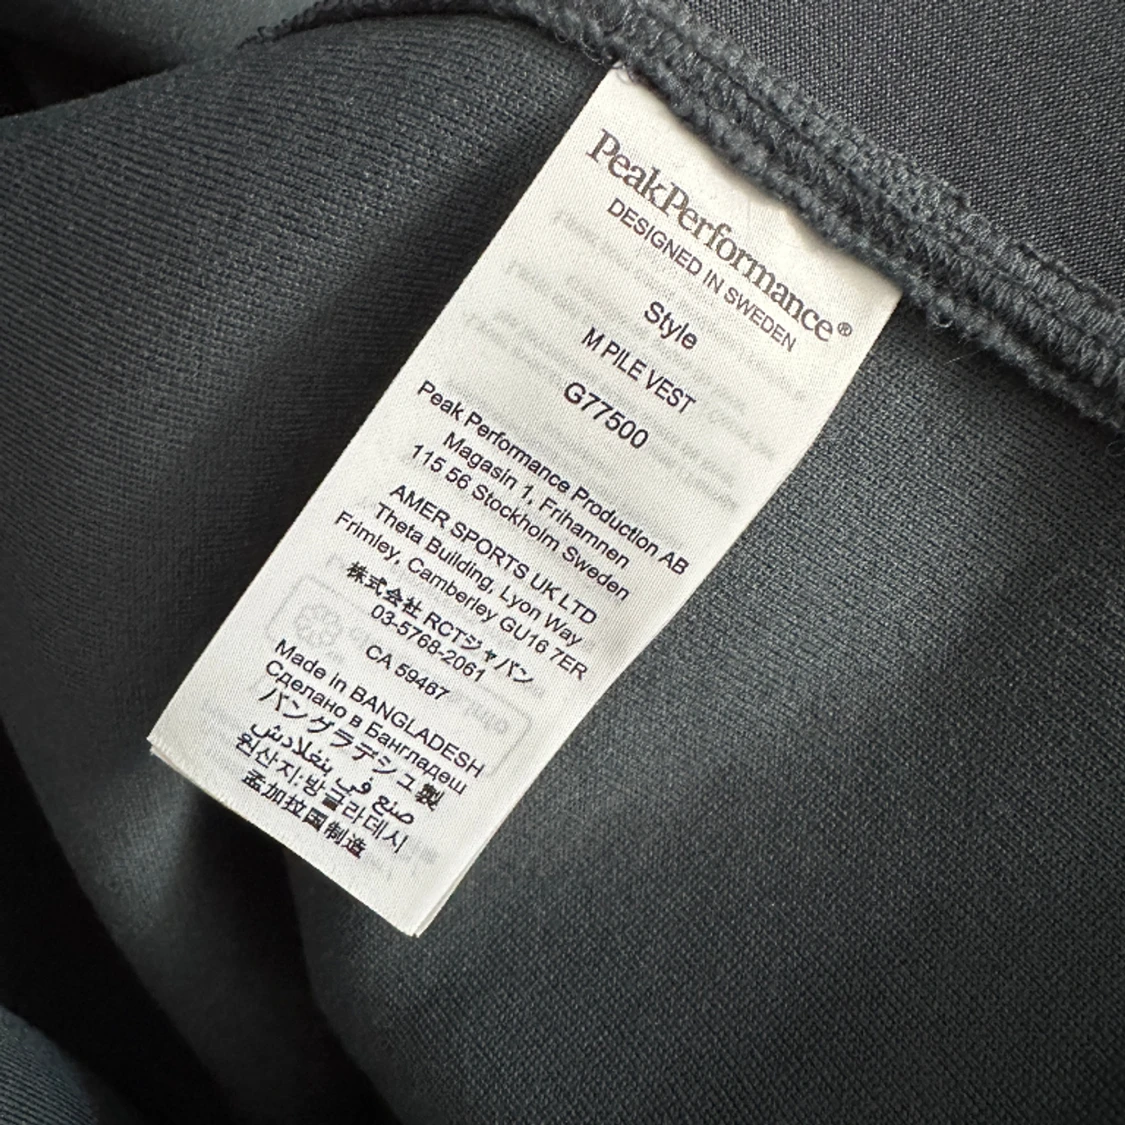 PeakPerformance®
DESIGNED IN SWEDEN
Style
M PILE VEST
G77500
Peak Performance Production AB
Magasin 1, Frihamnen
115 56 Stockholm Sweden
AMER SPORTS UK LTD
Theta Building, Lyon Way
Frimley, Camberley GU16 7ER
株式会社 RCTジャパン
03-5768-2061
CA 59467
Made in BANGLADESH
Сделано в Бангладеш
バングラデシュ製
صنع في بنغلادش
원산지:방글라데시
孟加拉国制造